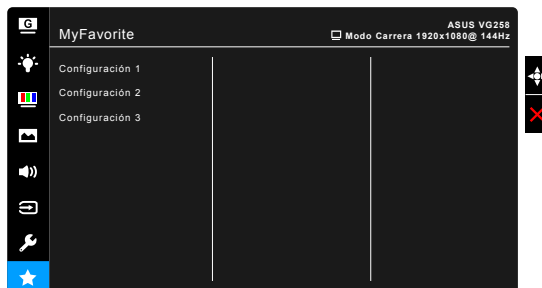 G
ASUS VG258
MyFavorite
Modo Carrera 1920x1080@ 144Hz
Configuración 1
Configuración 2
Configuración 3